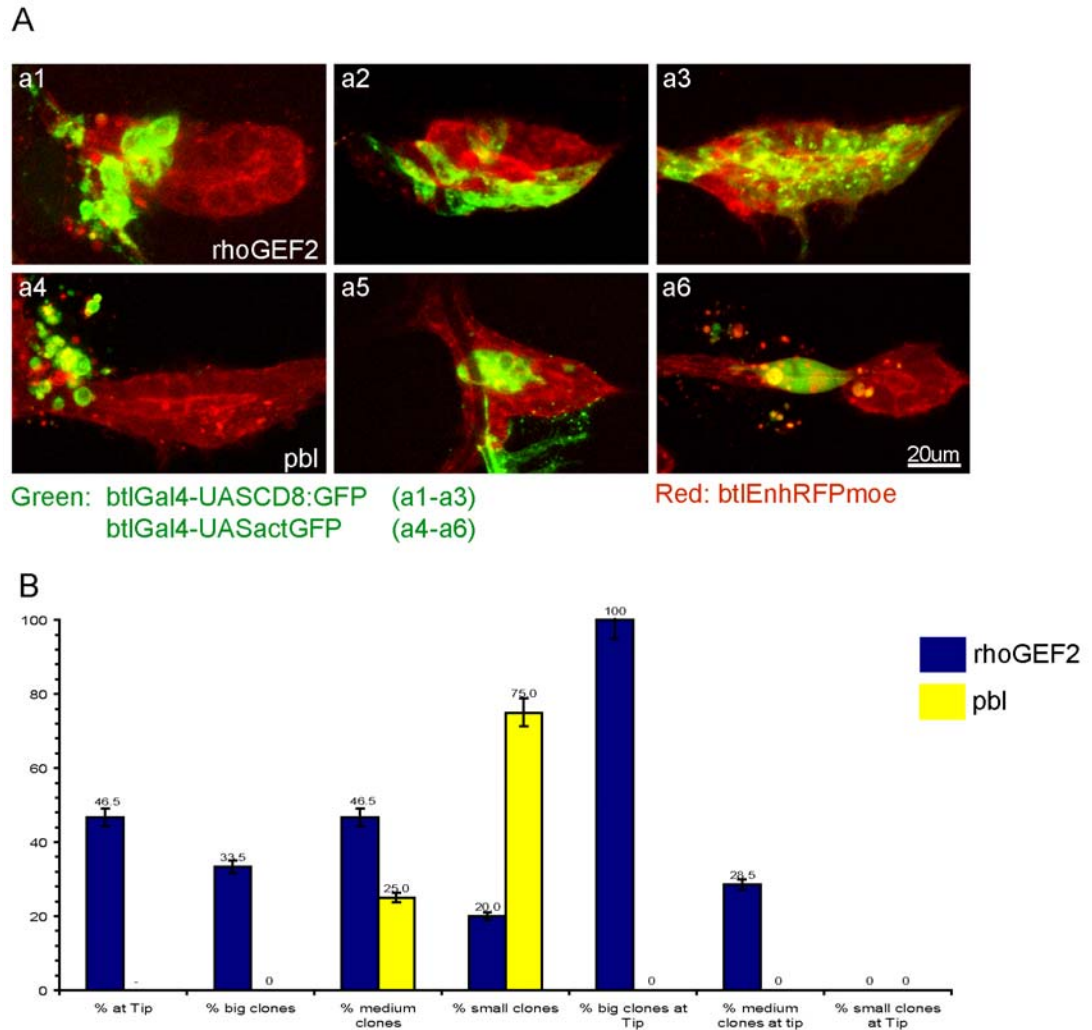 A
a1
a2
a3
rhoGEF2
a4
a5
a6
pbl
20um
Green: btlGal4-UASCD8:GFP (a1-a3)
btlGal4-UASactGFP (a4-a6)
Red: btlEnhRFPmoe
B
100
80
60
40
20
0
46.5
-
33.5
0
46.5
25.0
20.0
75.0
100
0
28.5
0
0
0
% at Tip
% big clones
% medium
clones
% small clones
% big clones at
Tip
% medium
clones at tip
% small clones
at Tip
rhoGEF2
pbl